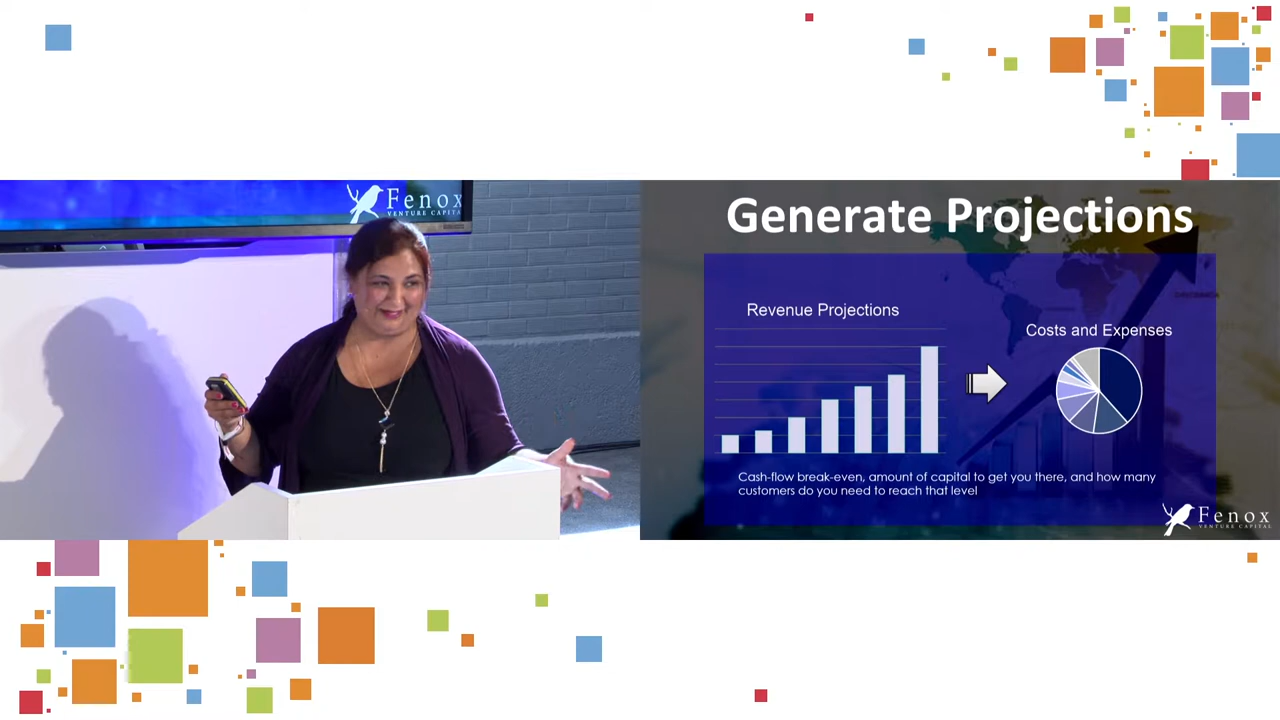 Fenox
VENTURE CAPITAL
Generate Projections
Revenue Projections
Costs and Expenses
Cash-flow break-even, amount of capital to get you there, and how many
customers do you need to reach that level
Fenox
VENTURE CAPITAL